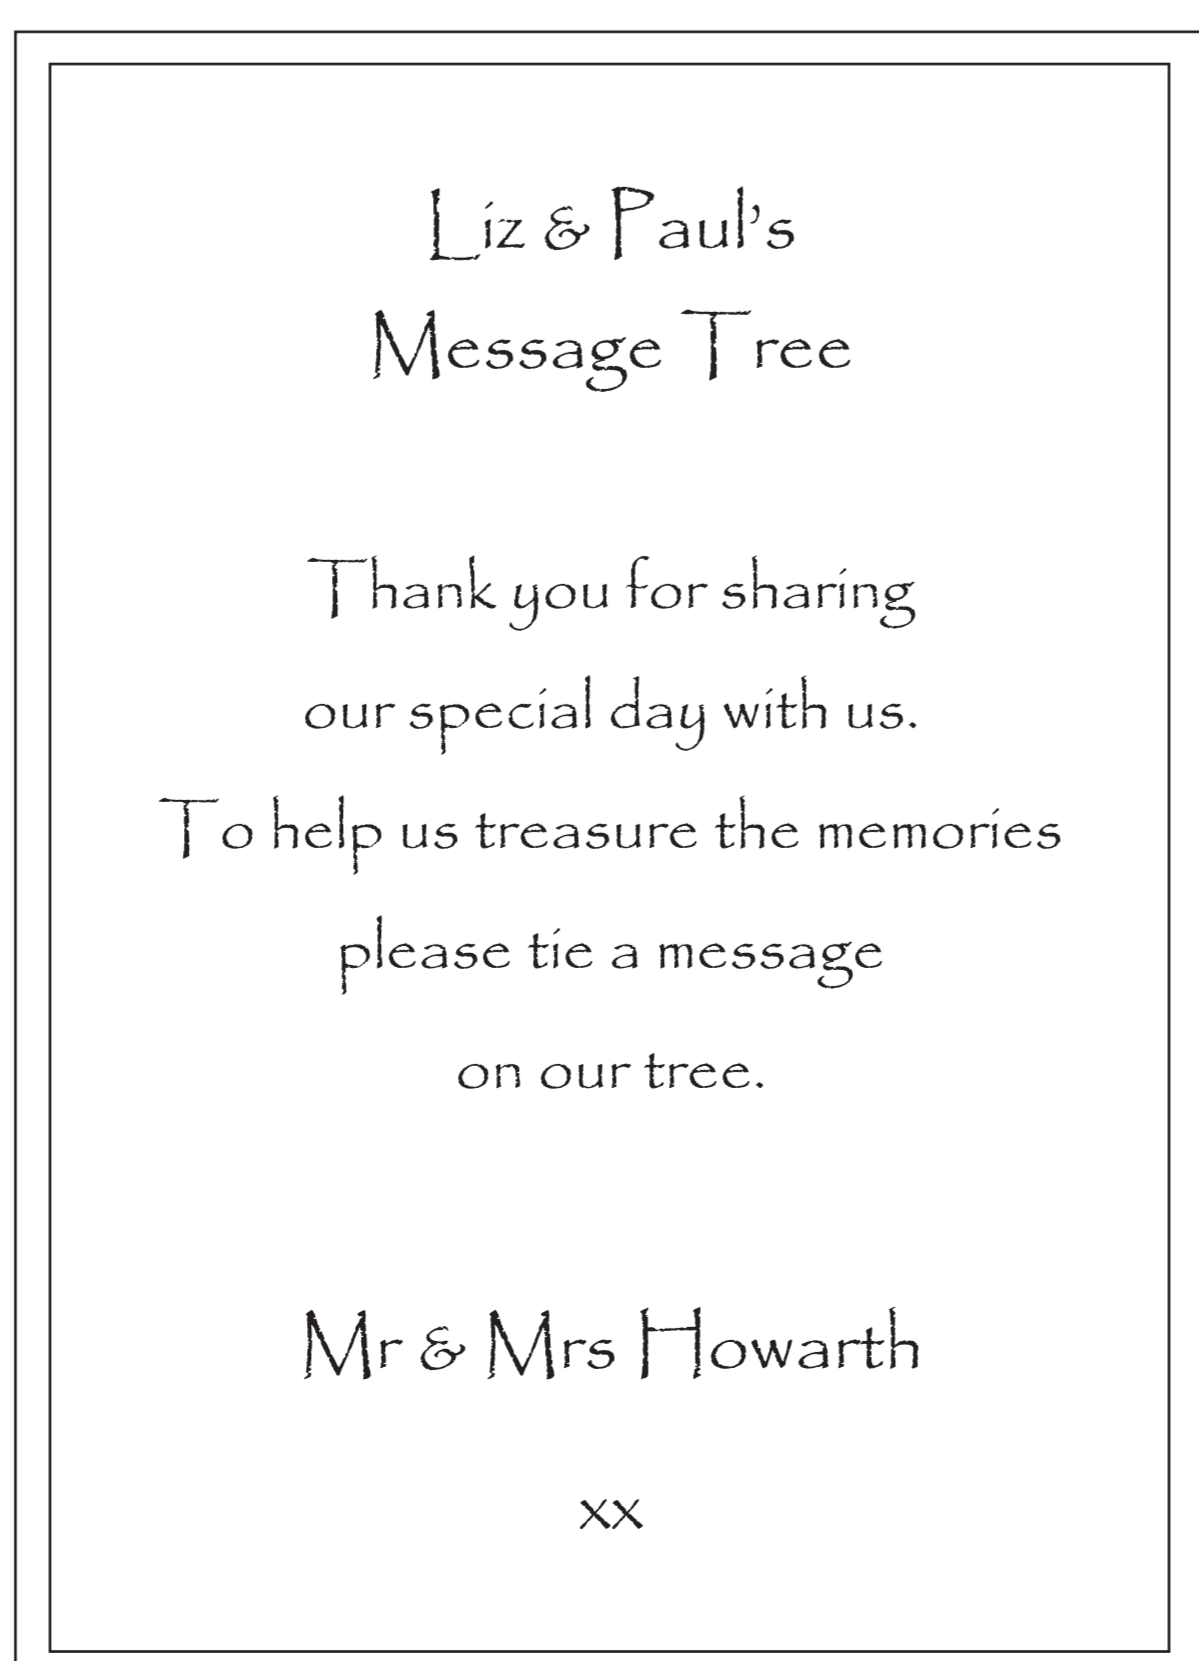 Liz & Paul’s
Message Tree
Thank you for sharing
our special day with us.
To help us treasure the memories
please tie a message
on our tree.
Mr & Mrs Howarth
xx